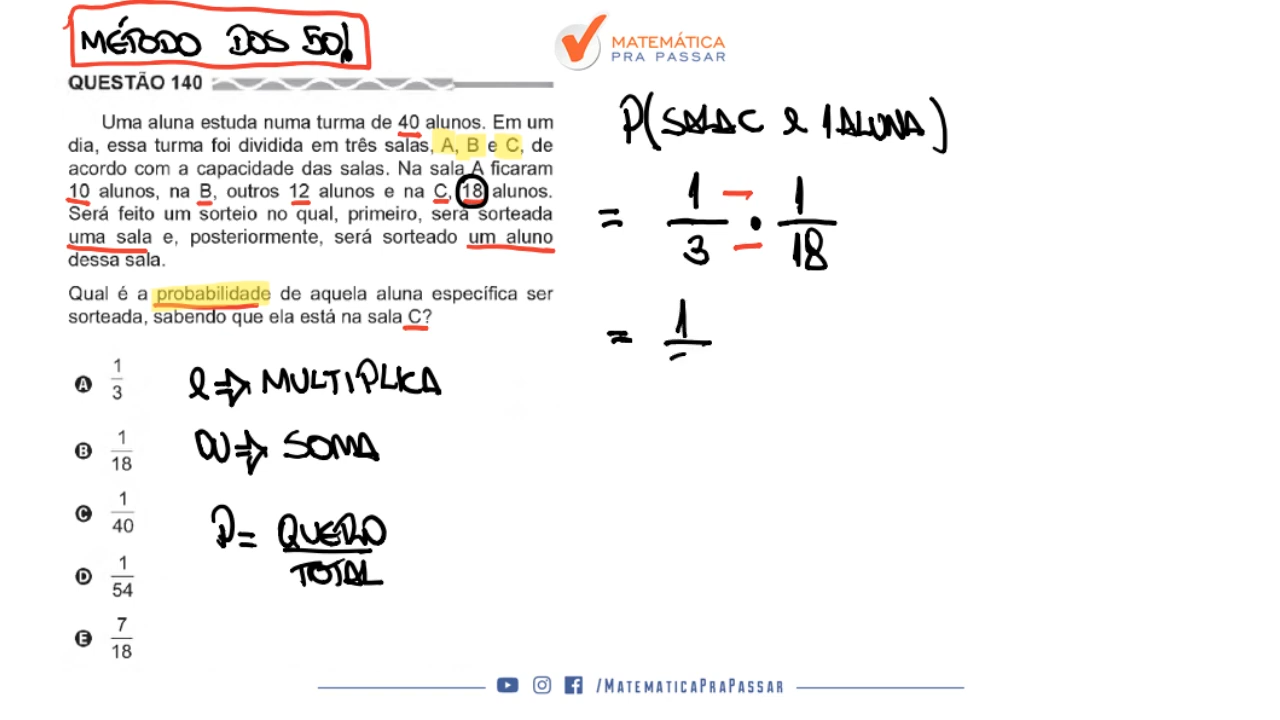 MÉTODO DOS 50!
MATEMÁTICA
PRA PASSAR
QUESTÃO 140
Uma aluna estuda numa turma de 40 alunos. Em um
dia, essa turma foi dividida em três salas, A, B e C, de
acordo com a capacidade das salas. Na sala A ficaram
10 alunos, na B, outros 12 alunos e na C, 18 alunos.
Será feito um sorteio no qual, primeiro, será sorteada
uma sala e, posteriormente, será sorteado um aluno
dessa sala.
Qual é a probabilidade de aquela aluna específica ser
sorteada, sabendo que ela está na sala C?
A 1/3
B 1/18
C 1/40
D 1/54
E 7/18
e => MULTIPLICA
OU => SOMA
P = QUERO
TOTAL
P(SALA C e 1 ALUNA)
= 1/3 · 1/18
= 1
/MATEMATICAPRAPASSAR